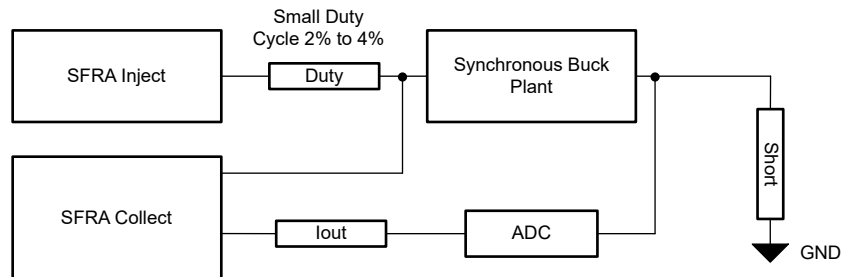 Small Duty
Cycle 2% to 4%
SFRA Inject
Duty
Synchronous Buck
Plant
Short
SFRA Collect
Iout
ADC
GND